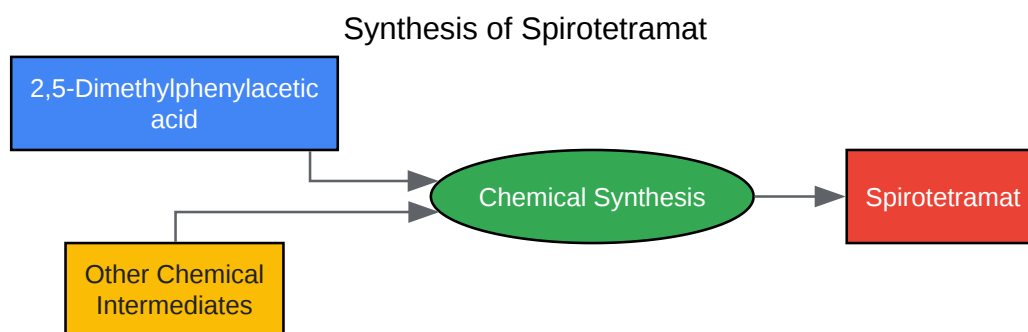 Synthesis of Spirotetramat
2,5-Dimethylphenylacetic
acid
Chemical Synthesis
Spirotetramat
Other Chemical
Intermediates